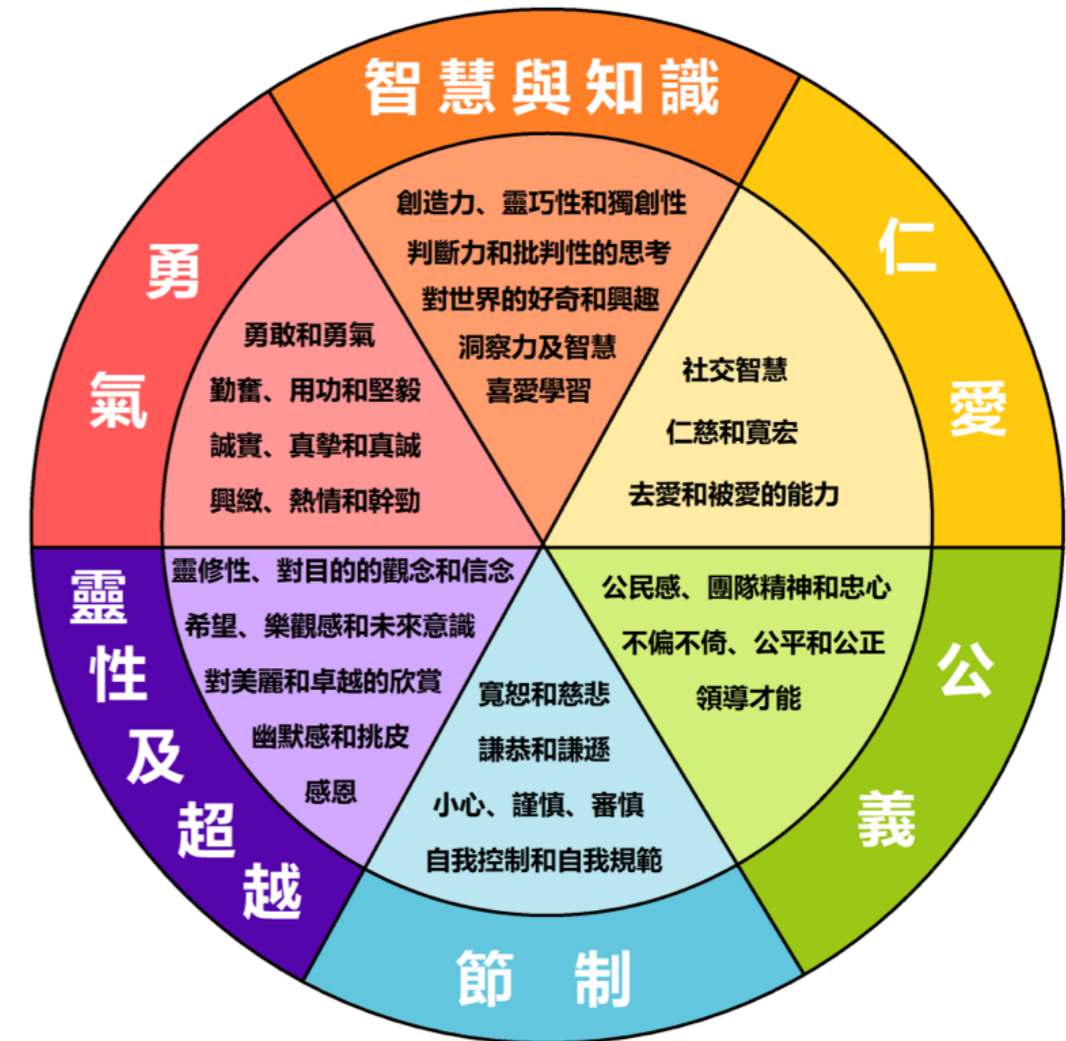 智慧與知識
創造力、靈巧性和獨創性
判斷力和批判性的思考
對世界的好奇和興趣
洞察力及智慧
喜愛學習
仁愛
社交智慧
仁慈和寬宏
去愛和被愛的能力
公義
公民感、團隊精神和忠心
不偏不倚、公平和公正
領導才能
節制
寬恕和慈悲
謙恭和謙遜
小心、謹慎、審慎
自我控制和自我規範
靈性及超越
靈修性、對目的的觀念和信念
希望、樂觀感和未來意識
對美麗和卓越的欣賞
幽默感和挑皮
感恩
勇氣
勇敢和勇氣
勤奮、用功和堅毅
誠實、真摯和真誠
興緻、熱情和幹勁